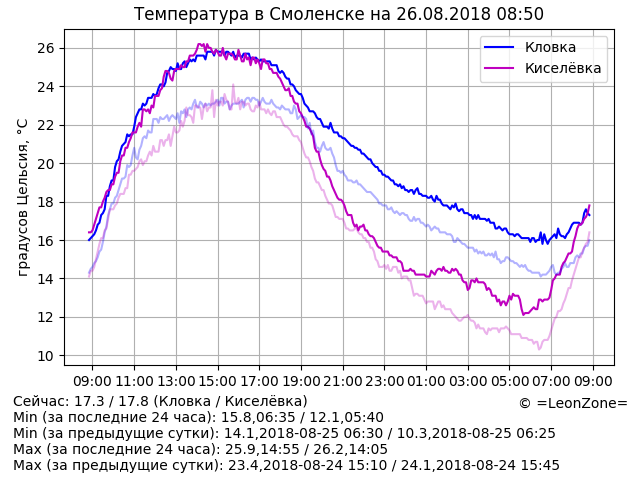 Температура в Смоленске на 26.08.2018 08:50
градусов Цельсия, °C
26
24
22
20
18
16
14
12
10
Кловка
Киселёвка
09:00 11:00 13:00 15:00 17:00 19:00 21:00 23:00 01:00 03:00 05:00 07:00 09:00
Сейчас: 17.3 / 17.8 (Кловка / Киселёвка)
© =LeonZone=
Min (за последние 24 часа): 15.8,06:35 / 12.1,05:40
Min (за предыдущие сутки): 14.1,2018-08-25 06:30 / 10.3,2018-08-25 06:25
Max (за последние 24 часа): 25.9,14:55 / 26.2,14:05
Max (за предыдущие сутки): 23.4,2018-08-24 15:10 / 24.1,2018-08-24 15:45